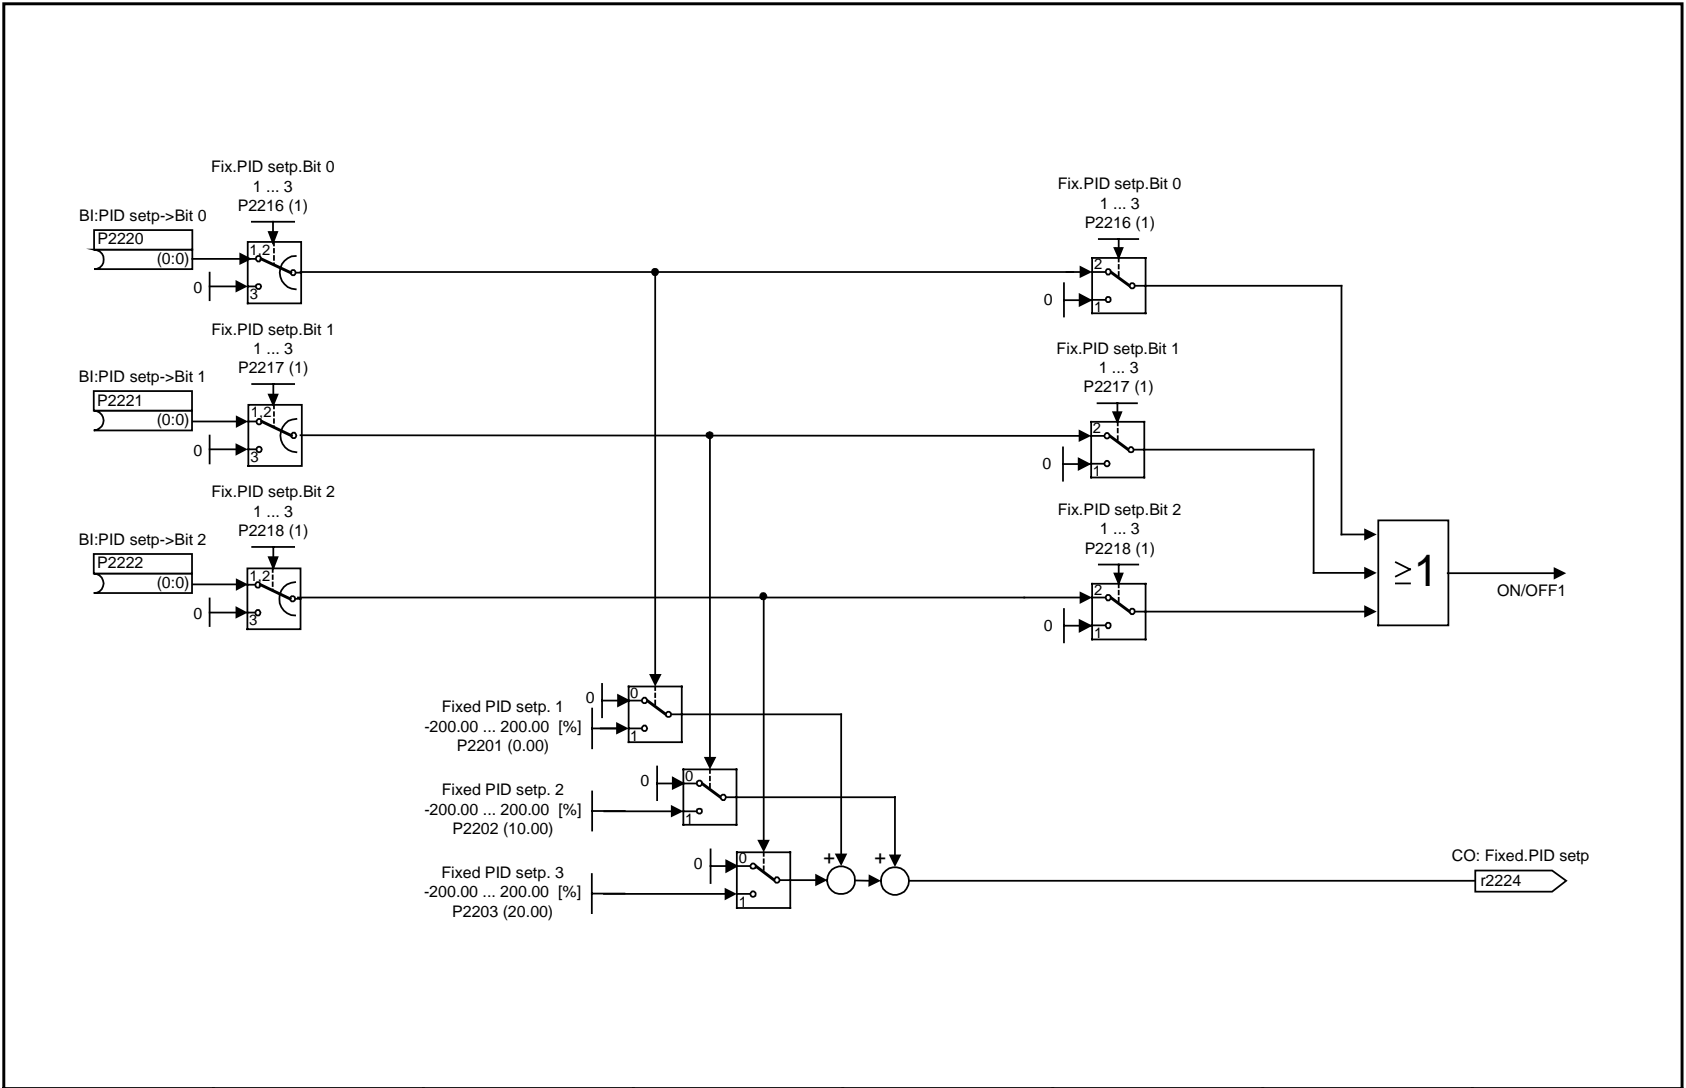 Fix.PID setp.Bit 0
1 ... 3
P2216 (1)
BI:PID setp->Bit 0
P2220
(0:0)
1,2
0
3
Fix.PID setp.Bit 0
1 ... 3
P2216 (1)
2
0
1
Fix.PID setp.Bit 1
1 ... 3
P2217 (1)
BI:PID setp->Bit 1
P2221
(0:0)
1,2
0
3
Fix.PID setp.Bit 1
1 ... 3
P2217 (1)
2
0
1
Fix.PID setp.Bit 2
1 ... 3
P2218 (1)
BI:PID setp->Bit 2
P2222
(0:0)
1,2
0
3
Fix.PID setp.Bit 2
1 ... 3
P2218 (1)
2
0
1
≥1
ON/OFF1
0
0
Fixed PID setp. 1
-200.00 ... 200.00 [%]
P2201 (0.00)
1
0
0
Fixed PID setp. 2
-200.00 ... 200.00 [%]
P2202 (10.00)
1
0
0
Fixed PID setp. 3
-200.00 ... 200.00 [%]
P2203 (20.00)
1
+
+
CO: Fixed.PID setp
r2224